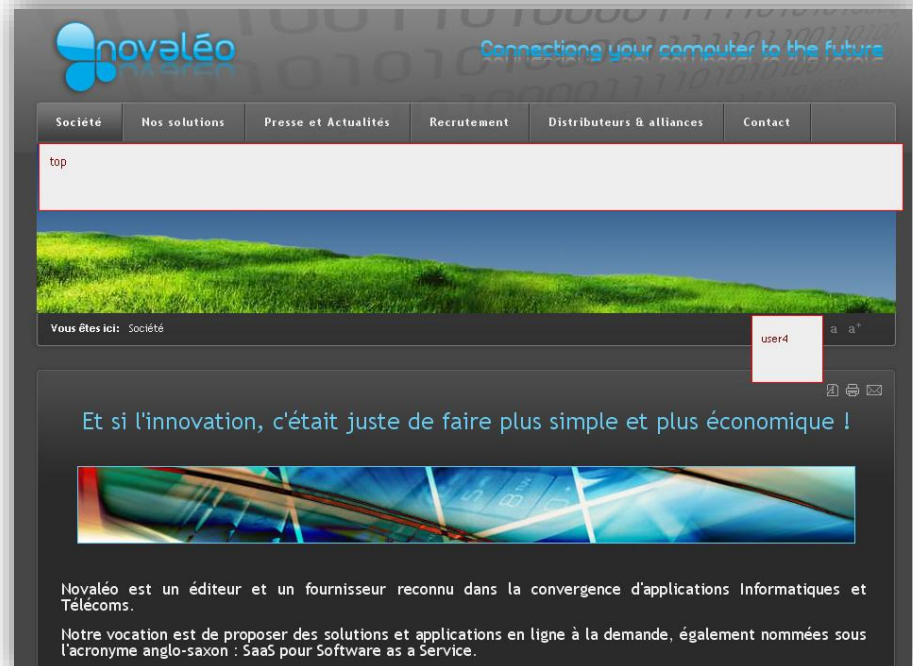 novaléo
Connectiong your computer to the future
Société Nos solutions Presse et Actualités Recrutement Distributeurs & alliances Contact
top
Vous êtes ici: Société
user4
a a+
Et si l'innovation, c'était juste de faire plus simple et plus économique !
Novaléo est un éditeur et un fournisseur reconnu dans la convergence d'applications Informatiques et
Télécoms.
Notre vocation est de proposer des solutions et applications en ligne à la demande, également nommées sous
l'acronyme anglo-saxon : SaaS pour Software as a Service.